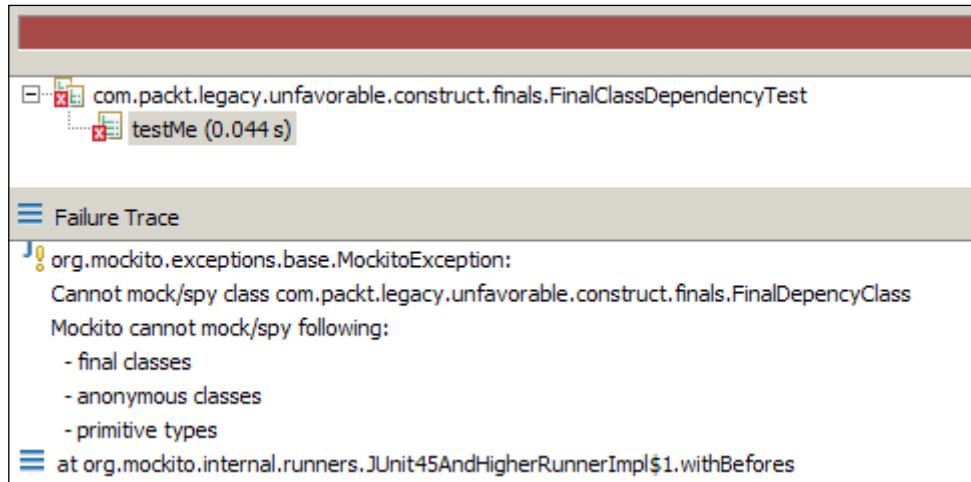 com.packt.legacy.unfavorable.construct.finals.FinalClassDependencyTest
testMe (0.044 s)
Failure Trace
org.mockito.exceptions.base.MockitoException:
Cannot mock/spy class com.packt.legacy.unfavorable.construct.finals.FinalDepencyClass
Mockito cannot mock/spy following:
- final classes
- anonymous classes
- primitive types
at org.mockito.internal.runners.JUnit45AndHigherRunnerImpl$1.withBefores